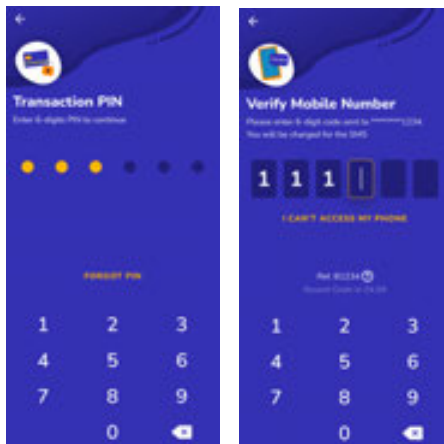 Transaction PIN
Enter 6-digits PIN to continue
FORGOT PIN
1 2 3
4 5 6
7 8 9
0
Verify Mobile Number
Please enter 6-digit code sent to *******1234
You will be charged for the SMS
1 1 1
I CAN'T ACCESS MY PHONE
1 2 3
4 5 6
7 8 9
0